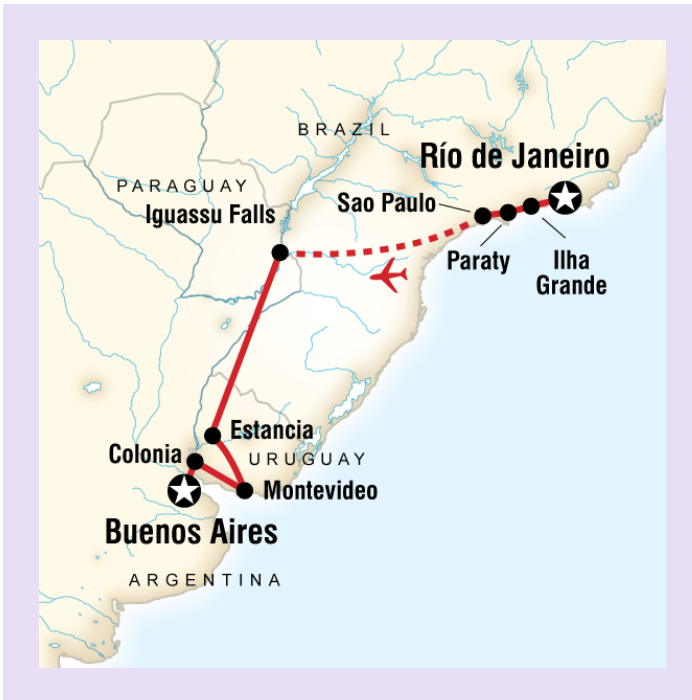 BRAZIL
Río de Janeiro
PARAGUAY
Iguassu Falls
Sao Paulo
Paraty
Ilha
Grande
Estancia
Colonia
URUGUAY
Montevideo
Buenos Aires
ARGENTINA